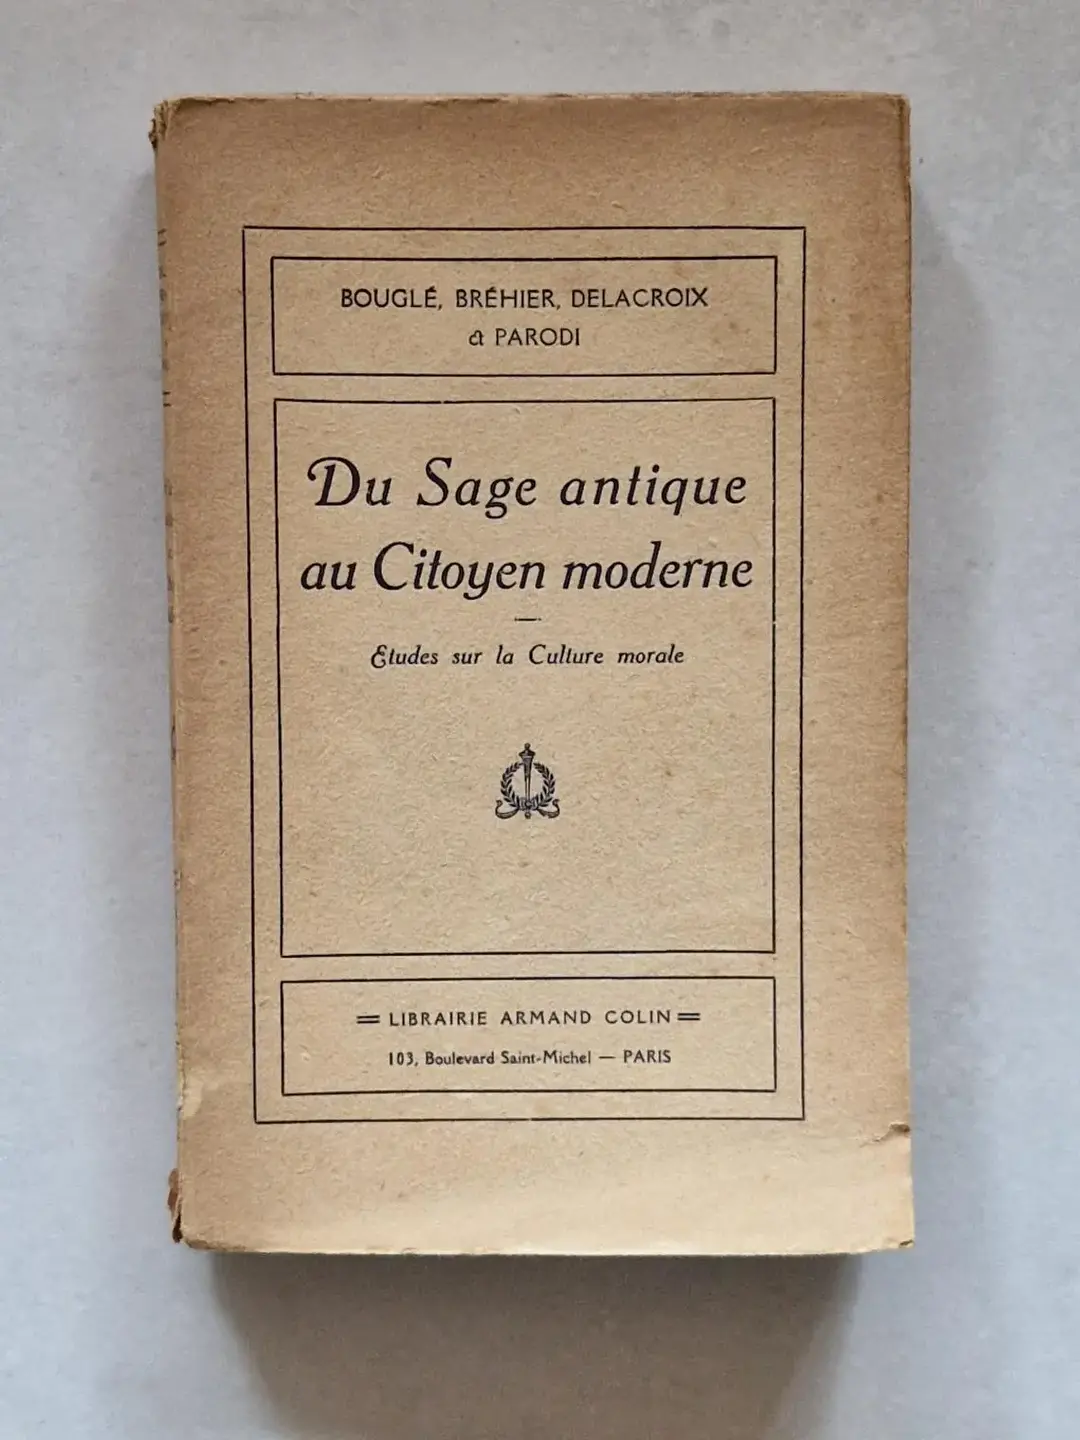 BOUGLÉ, BRÉHIER, DELACROIX
& PARODI
Du Sage antique
au Citoyen moderne
Etudes sur la Culture morale
LIBRAIRIE ARMAND COLIN
103, Boulevard Saint-Michel — PARIS